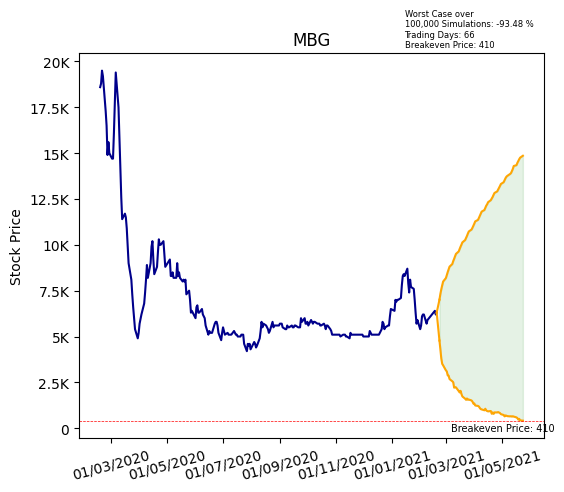 Worst Case over
100,000 Simulations: -93.48 %
Trading Days: 66
Breakeven Price: 410
MBG
Stock Price
20K
17.5K
15K
12.5K
10K
7.5K
5K
2.5K
0
Breakeven Price: 410
01/03/2020
01/05/2020
01/07/2020
01/09/2020
01/11/2020
01/01/2021
01/03/2021
01/05/2021